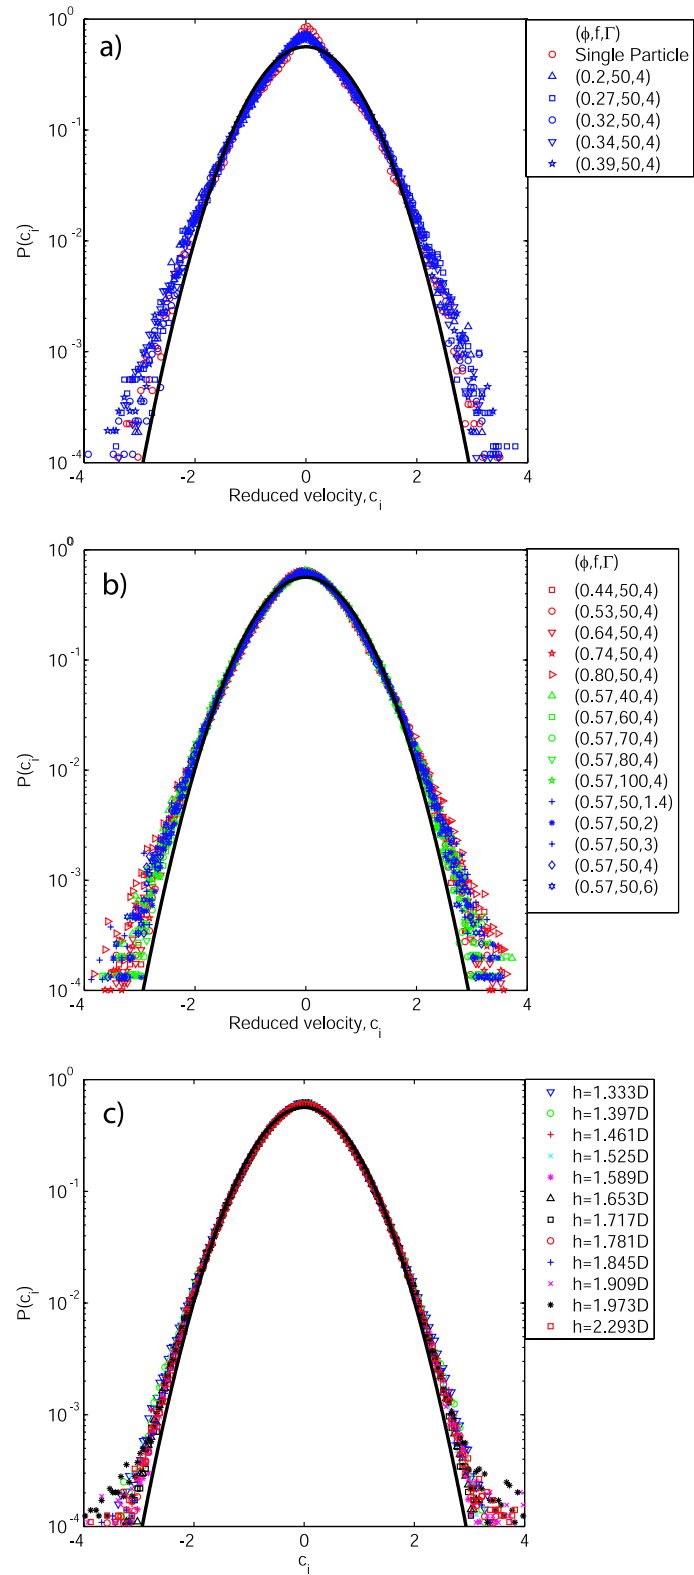 a)
10^0
10^-1
10^-2
10^-3
10^-4
P(c_i)
-4 -2 0 2 4
Reduced velocity, c_i
(ϕ,f,Γ)
Single Particle
(0.2,50,4)
(0.27,50,4)
(0.32,50,4)
(0.34,50,4)
(0.39,50,4)
b)
10^0
10^-1
10^-2
10^-3
10^-4
P(c_i)
-4 -2 0 2 4
Reduced velocity, c_i
(ϕ,f,Γ)
(0.44,50,4)
(0.53,50,4)
(0.64,50,4)
(0.74,50,4)
(0.80,50,4)
(0.57,40,4)
(0.57,60,4)
(0.57,70,4)
(0.57,80,4)
(0.57,100,4)
(0.57,50,1.4)
(0.57,50,2)
(0.57,50,3)
(0.57,50,4)
(0.57,50,6)
c)
10^0
10^-1
10^-2
10^-3
10^-4
P(c_i)
-4 -2 0 2 4
c_i
h=1.333D
h=1.397D
h=1.461D
h=1.525D
h=1.589D
h=1.653D
h=1.717D
h=1.781D
h=1.845D
h=1.909D
h=1.973D
h=2.293D